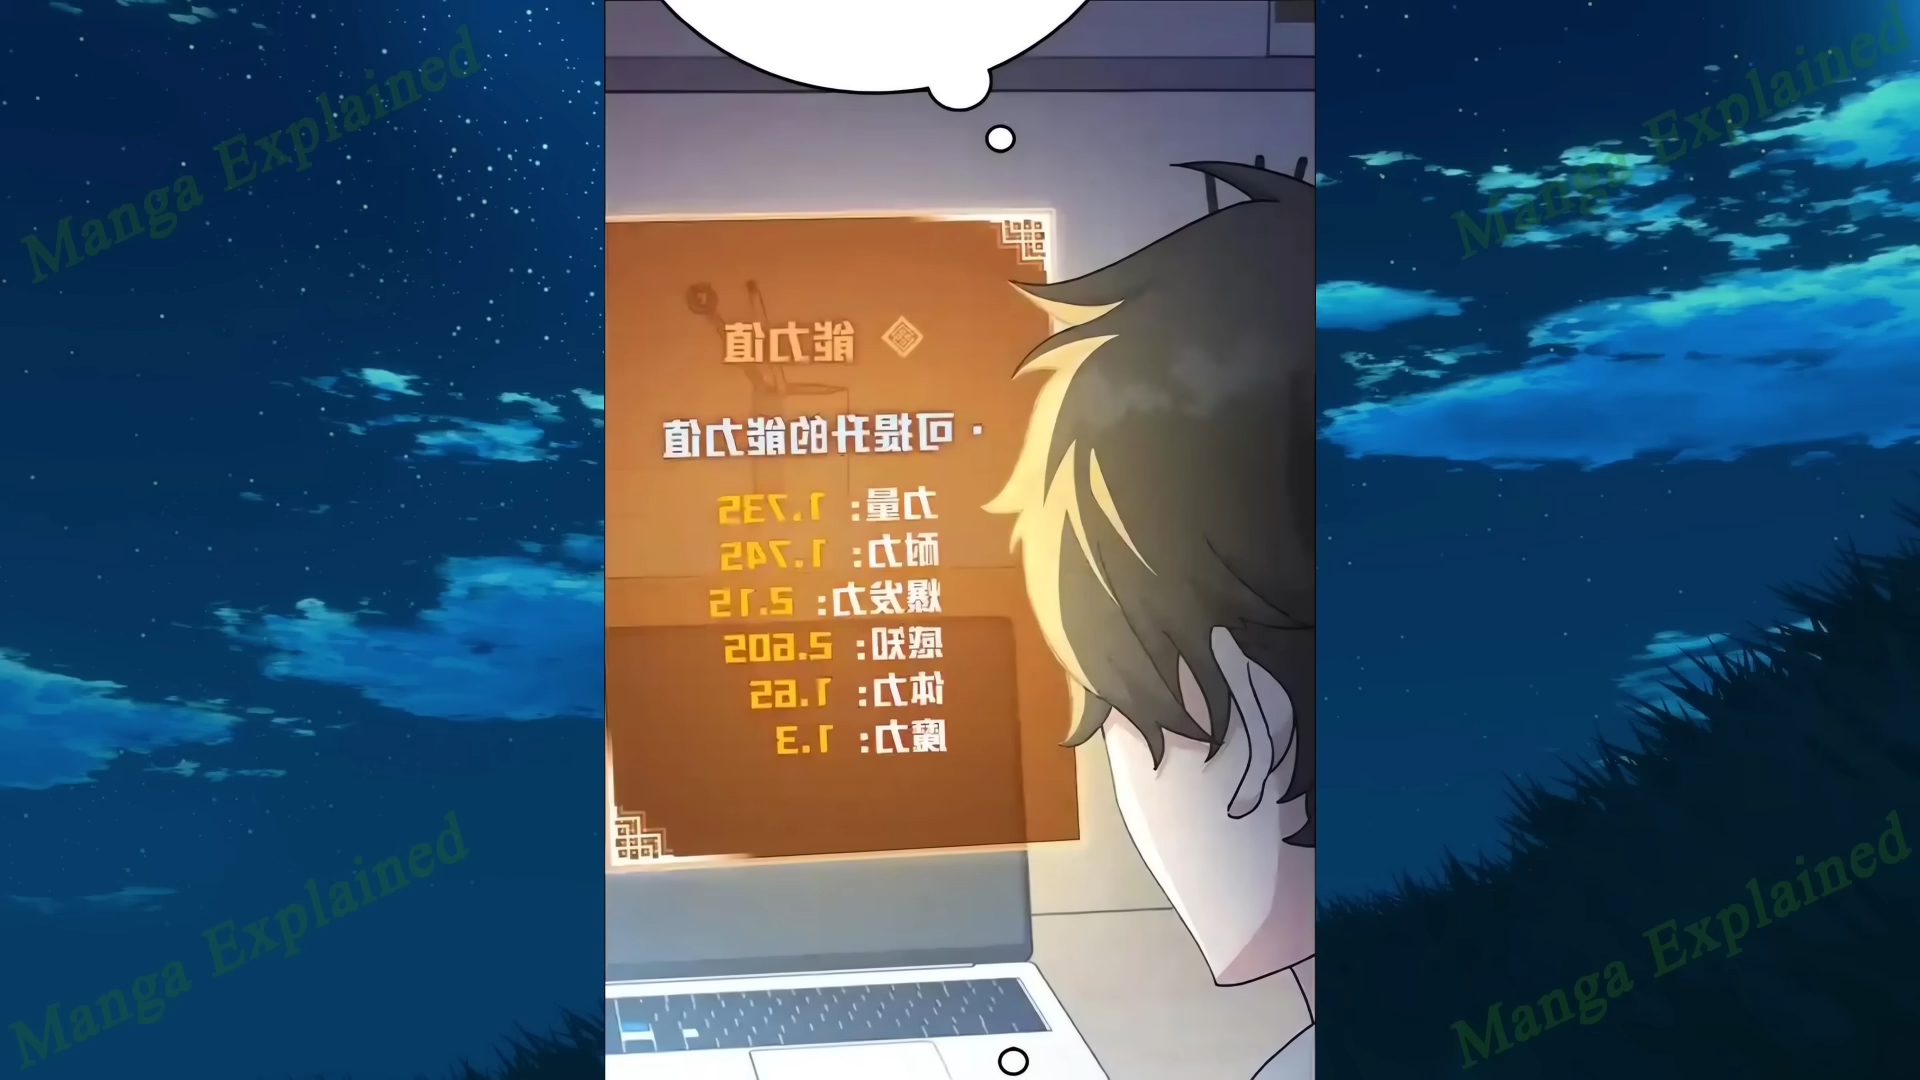 Manga Explained
Manga Explained
能力值
· 可提升的能力值
力量: 1.735
耐力: 1.745
爆发力: 2.15
感知: 2.605
体力: 1.65
魔力: 1.3
Manga Explained
Manga Explained